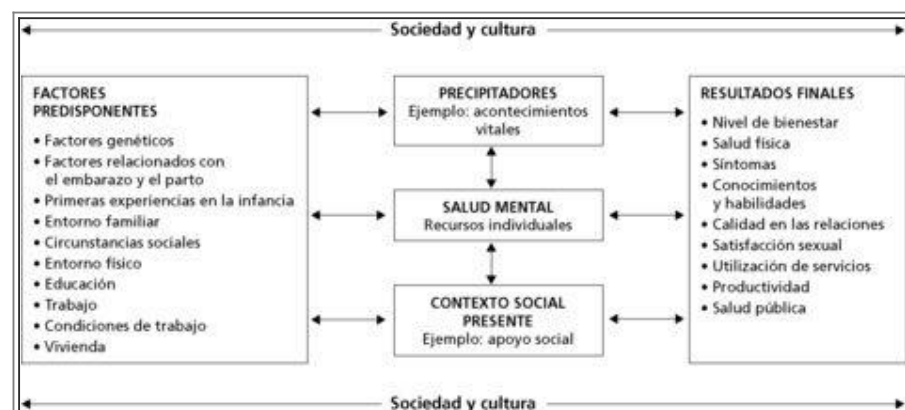 Sociedad y cultura
FACTORES
PREDISPONENTES
• Factores genéticos
• Factores relacionados con
el embarazo y el parto
• Primeras experiencias en la infancia
• Entorno familiar
• Circunstancias sociales
• Entorno físico
• Educación
• Trabajo
• Condiciones de trabajo
• Vivienda
PRECIPITADORES
Ejemplo: acontecimientos
vitales
SALUD MENTAL
Recursos individuales
CONTEXTO SOCIAL
PRESENTE
Ejemplo: apoyo social
RESULTADOS FINALES
• Nivel de bienestar
• Salud física
• Síntomas
• Conocimientos
y habilidades
• Calidad en las relaciones
• Satisfacción sexual
• Utilización de servicios
• Productividad
• Salud pública
Sociedad y cultura